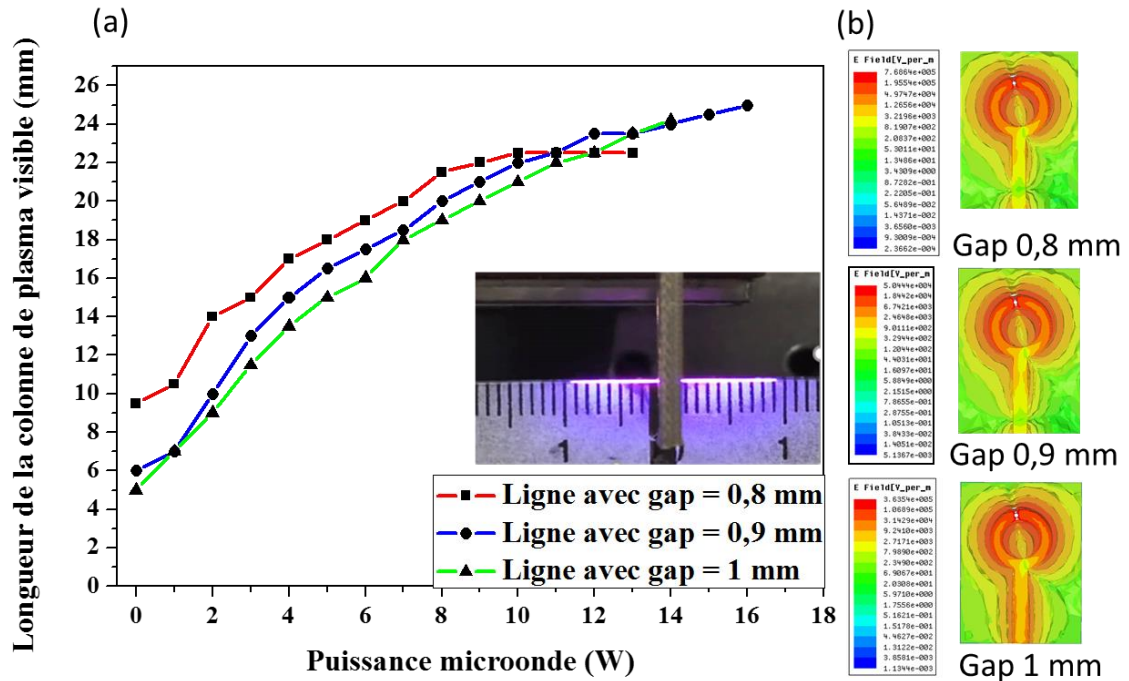 (a)
(b)
Longueur de la colonne de plasma visible (mm)
26
24
22
20
18
16
14
12
10
8
6
4
2
0
1
1
Ligne avec gap = 0,8 mm
Ligne avec gap = 0,9 mm
Ligne avec gap = 1 mm
0 2 4 6 8 10 12 14 16 18
Puissance microonde (W)
E Field[V_per_m
7.6864e+005
1.9554e+005
4.9747e+004
1.2656e+004
3.2196e+003
8.1907e+002
2.0837e+002
5.3011e+001
1.3486e+001
3.4309e+000
8.7282e-001
2.2205e-001
5.6489e-002
1.4371e-002
3.6560e-003
9.3009e-004
2.3662e-004
Gap 0,8 mm
E Field[V_per_m
5.0444e+004
1.8442e+004
6.7421e+003
2.4648e+003
9.0111e+002
3.2944e+002
1.2044e+002
4.4031e+001
1.6097e+001
5.8849e+000
2.1515e+000
7.8655e-001
2.8755e-001
1.0513e-001
3.8433e-002
1.4051e-002
5.1367e-003
Gap 0,9 mm
E Field[V_per_m
3.6354e+005
1.0689e+005
3.1429e+004
9.2410e+003
2.7171e+003
7.9890e+002
2.3490e+002
6.9067e+001
2.0308e+001
5.9710e+000
1.7556e+000
5.1621e-001
1.5178e-001
4.4627e-002
1.3122e-002
3.8581e-003
1.1344e-003
Gap 1 mm